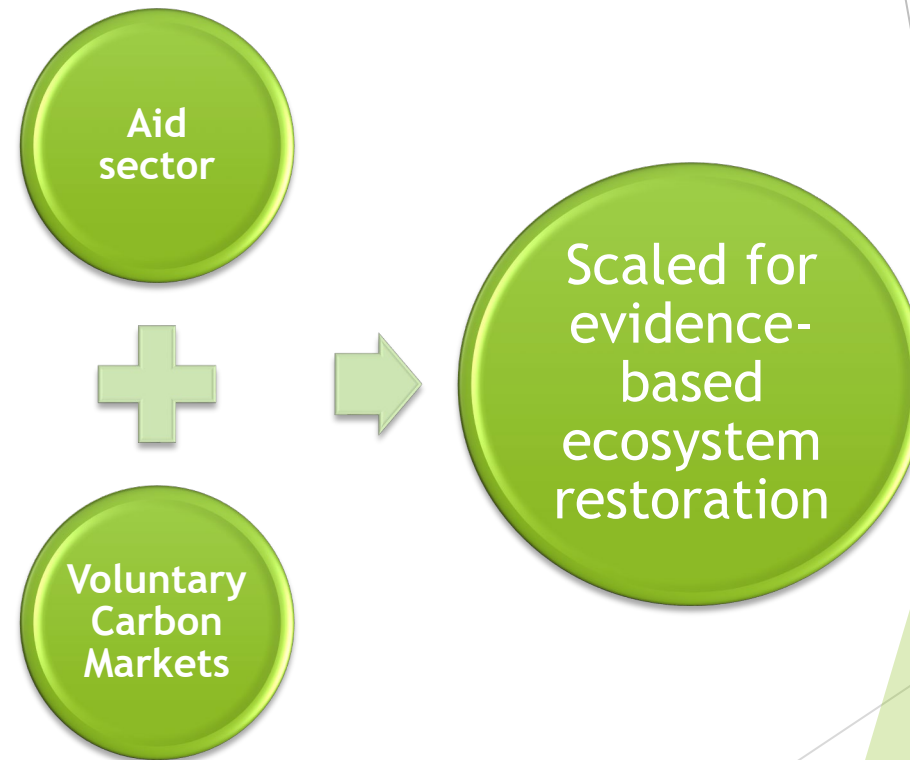 Aid
sector
Voluntary
Carbon
Markets
Scaled for
evidence-
based
ecosystem
restoration